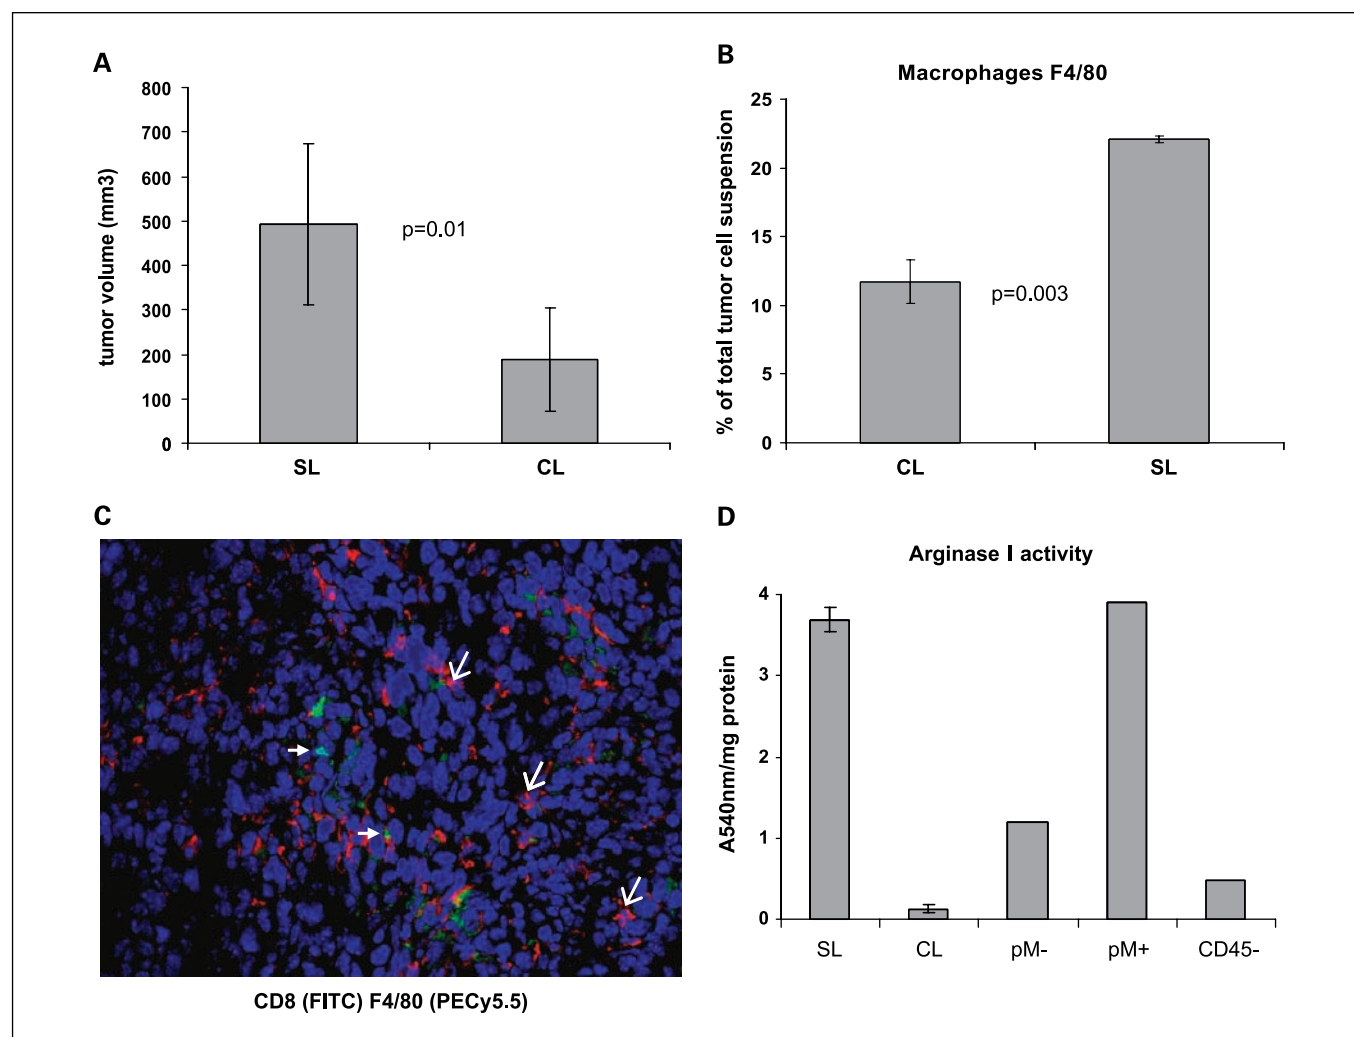 A
800
700
600
500
400
300
200
100
0
tumor volume (mm3)
p=0.01
SL CL
B
Macrophages F4/80
25
20
15
10
5
0
% of total tumor cell suspension
p=0.003
CL SL
C
CD8 (FITC) F4/80 (PECy5.5)
D
Arginase I activity
4
3
2
1
0
A540nm/mg protein
SL CL pM- pM+ CD45-